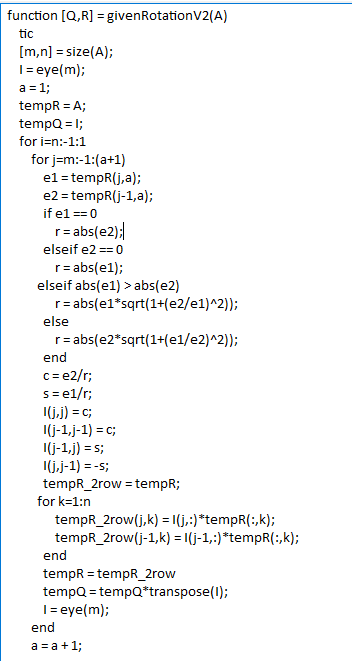 function [Q,R] = givenRotationV2(A)
tic
[m,n] = size(A);
I = eye(m);
a = 1;
tempR = A;
tempQ = I;
for i=n:-1:1
for j=m:-1:(a+1)
e1 = tempR(j,a);
e2 = tempR(j-1,a);
if e1 == 0
r = abs(e2);
elseif e2 == 0
r = abs(e1);
elseif abs(e1) > abs(e2)
r = abs(e1*sqrt(1+(e2/e1)^2));
else
r = abs(e2*sqrt(1+(e1/e2)^2));
end
c = e2/r;
s = e1/r;
I(j,j) = c;
I(j-1,j-1) = c;
I(j-1,j) = s;
I(j,j-1) = -s;
tempR_2row = tempR;
for k=1:n
tempR_2row(j,k) = I(j,:)*tempR(:,k);
tempR_2row(j-1,k) = I(j-1,:)*tempR(:,k);
end
tempR = tempR_2row
tempQ = tempQ*transpose(I);
I = eye(m);
end
a = a + 1;